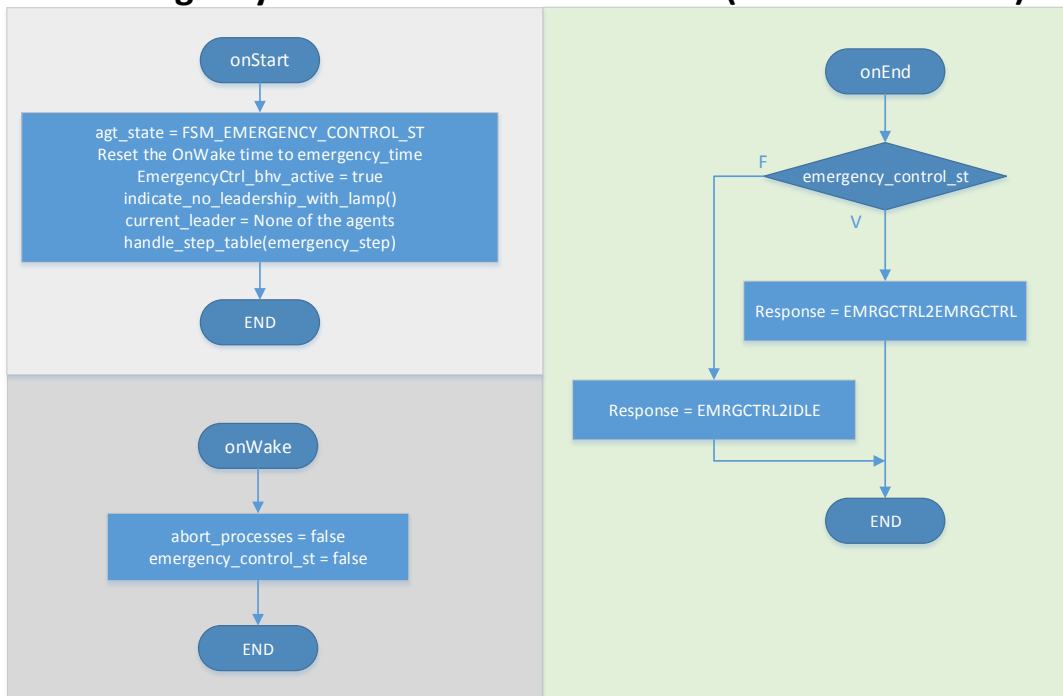 onStart
agt_state = FSM_EMERGENCY_CONTROL_ST
Reset the OnWake time to emergency_time
EmergencyCtrl_bhv_active = true
indicate_no_leadership_with_lamp()
current_leader = None of the agents
handle_step_table(emergency_step)
END
onWake
abort_processes = false
emergency_control_st = false
END
onEnd
emergency_control_st
F
V
Response = EMRGCTRL2EMRGCTRL
Response = EMRGCTRL2IDLE
END